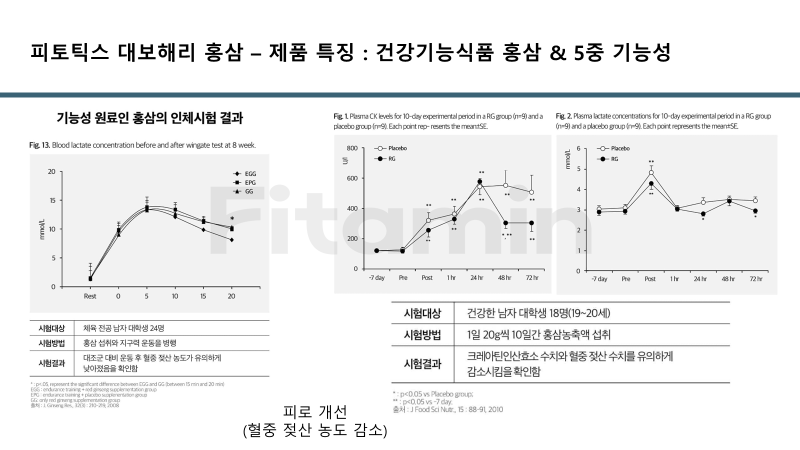 피토틱스 대보해리 홍삼 – 제품 특징 : 건강기능식품 홍삼 & 5중 기능성
기능성 원료인 홍삼의 인체시험 결과
Fig. 13. Blood lactate concentration before and after wingate test at 8 week.
mmol/L
20
15
10
5
0
EGG
EPG
GG
*
Rest 0 5 10 15 20
시험대상 체육 전공 남자 대학생 24명
시험방법 홍삼 섭취와 지구력 운동을 병행
시험결과 대조군 대비 운동 후 혈중 젖산 농도가 유의하게
낮아졌음을 확인함
* : p<.05, represent the significant difference between EGG and GG (between 15 min and 20 min)
EGG : endurance training + red ginseng supplementation group
EPG : endurance training + placebo supplementation group
GG: only red ginseng supplementation group
출처 : J. Ginseng Res., 32(3) : 210-219, 2008
Fig. 1. Plasma CK levels for 10-day experimental period in a RG group (n=9) and a
placebo group (n=9). Each point rep- resents the mean±SE.
U/l
800
600
400
200
0
Placebo
RG
-7 day Pre Post 1 hr 24 hr 48 hr 72 hr
Fig. 2. Plasma lactate concentrations for 10-day experimental period in a RG group
(n=9) and a placebo group (n=9). Each point represents the mean±SE.
mmol/L
6
5
4
3
2
1
0
Placebo
RG
-7 day Pre Post 1 hr 24 hr 48 hr 72 hr
시험대상 건강한 남자 대학생 18명(19~20세)
시험방법 1일 20g씩 10일간 홍삼농축액 섭취
시험결과 크레아틴인산효소 수치와 혈중 젖산 수치를 유의하게
감소시킴을 확인함
* : p<0.05 vs Placebo group;
** : p<0.05 vs -7 day.
출처 : J Food Sci Nutr., 15 : 88-91, 2010
피로 개선
(혈중 젖산 농도 감소)
Fitamin